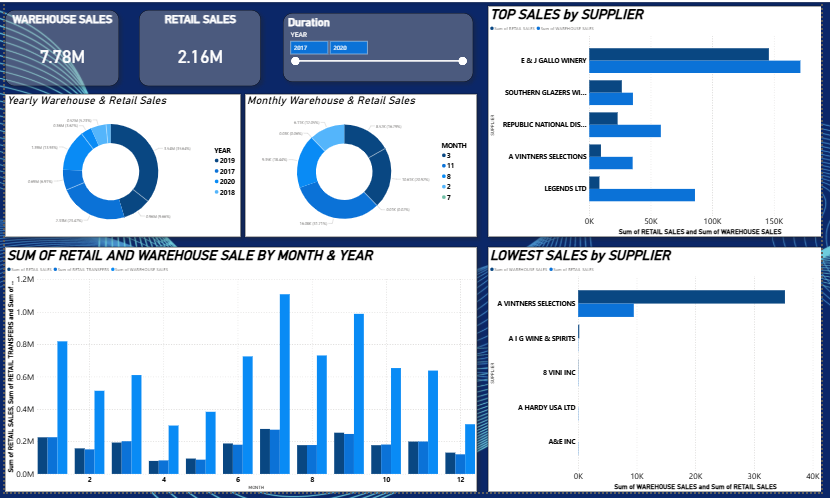 WAREHOUSE SALES
7.78M
RETAIL SALES
2.16M
Duration
YEAR
2017
2020
TOP SALES by SUPPLIER
Sum of RETAIL SALES Sum of WAREHOUSE SALES
SUPPLIER
E & J GALLO WINERY
SOUTHERN GLAZERS WI...
REPUBLIC NATIONAL DIS...
A VINTNERS SELECTIONS
LEGENDS LTD
0K 50K 100K 150K
Sum of RETAIL SALES and Sum of WAREHOUSE SALES
Yearly Warehouse & Retail Sales
YEAR
2019
2017
2020
2018
Monthly Warehouse & Retail Sales
MONTH
3
11
8
2
7
SUM OF RETAIL AND WAREHOUSE SALE BY MONTH & YEAR
Sum of RETAIL SALES Sum of RETAIL TRANSFERS Sum of WAREHOUSE SALES
Sum of RETAIL SALES, Sum of RETAIL TRANSFERS and Sum of ...
1.2M
1.0M
0.8M
0.6M
0.4M
0.2M
0.0M
2 4 6 8 10 12
MONTH
LOWEST SALES by SUPPLIER
Sum of WAREHOUSE SALES Sum of RETAIL SALES
SUPPLIER
A VINTNERS SELECTIONS
A I G WINE & SPIRITS
8 VINI INC
A HARDY USA LTD
A&E INC
0K 10K 20K 30K 40K
Sum of WAREHOUSE SALES and Sum of RETAIL SALES